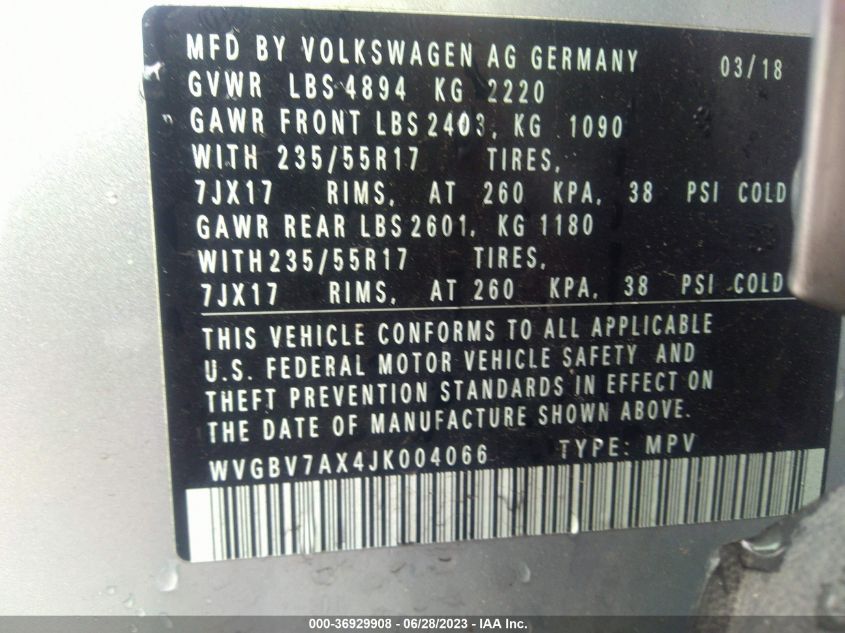 MFD BY VOLKSWAGEN AG GERMANY 03/18
GVWR LBS 4894 KG 2220
GAWR FRONT LBS 2403, KG 1090
WITH 235/55R17 TIRES,
7JX17 RIMS, AT 260 KPA, 38 PSI COLD
GAWR REAR LBS 2601, KG 1180
WITH 235/55R17 TIRES,
7JX17 RIMS, AT 260 KPA, 38 PSI COLD
THIS VEHICLE CONFORMS TO ALL APPLICABLE
U.S. FEDERAL MOTOR VEHICLE SAFETY AND
THEFT PREVENTION STANDARDS IN EFFECT ON
THE DATE OF MANUFACTURE SHOWN ABOVE.
WVGBV7AX4JK004066 TYPE: MPV
000-36929908 - 06/28/2023 - IAA Inc.